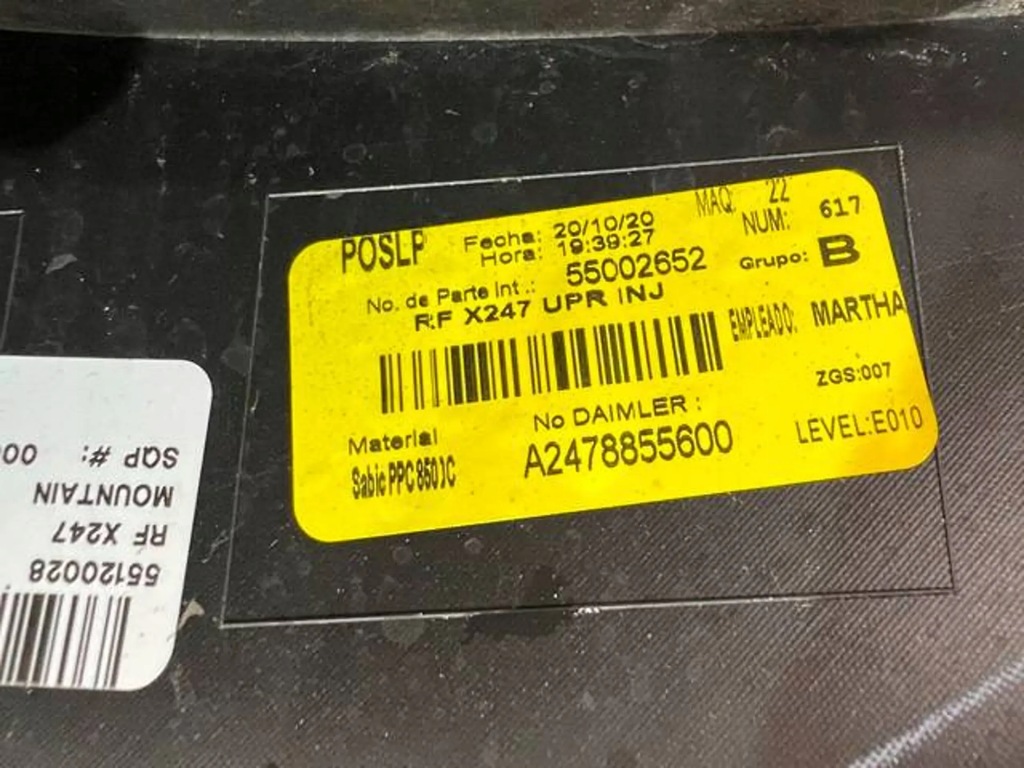 POSLP
Fecha: 20/10/20
Hora: 19:39:27
MAQ: 22
NUM: 617
No. de Parte Int.: 55002652
Grupo: B
RF X247 UPR INJ
EMPLEADO: MARTHA
ZGS:007
No DAIMLER :
A2478855600
LEVEL:E010
Material
Sabic PPC 8650
55120028
RF X247
MOUNTAIN
SQP #: 000